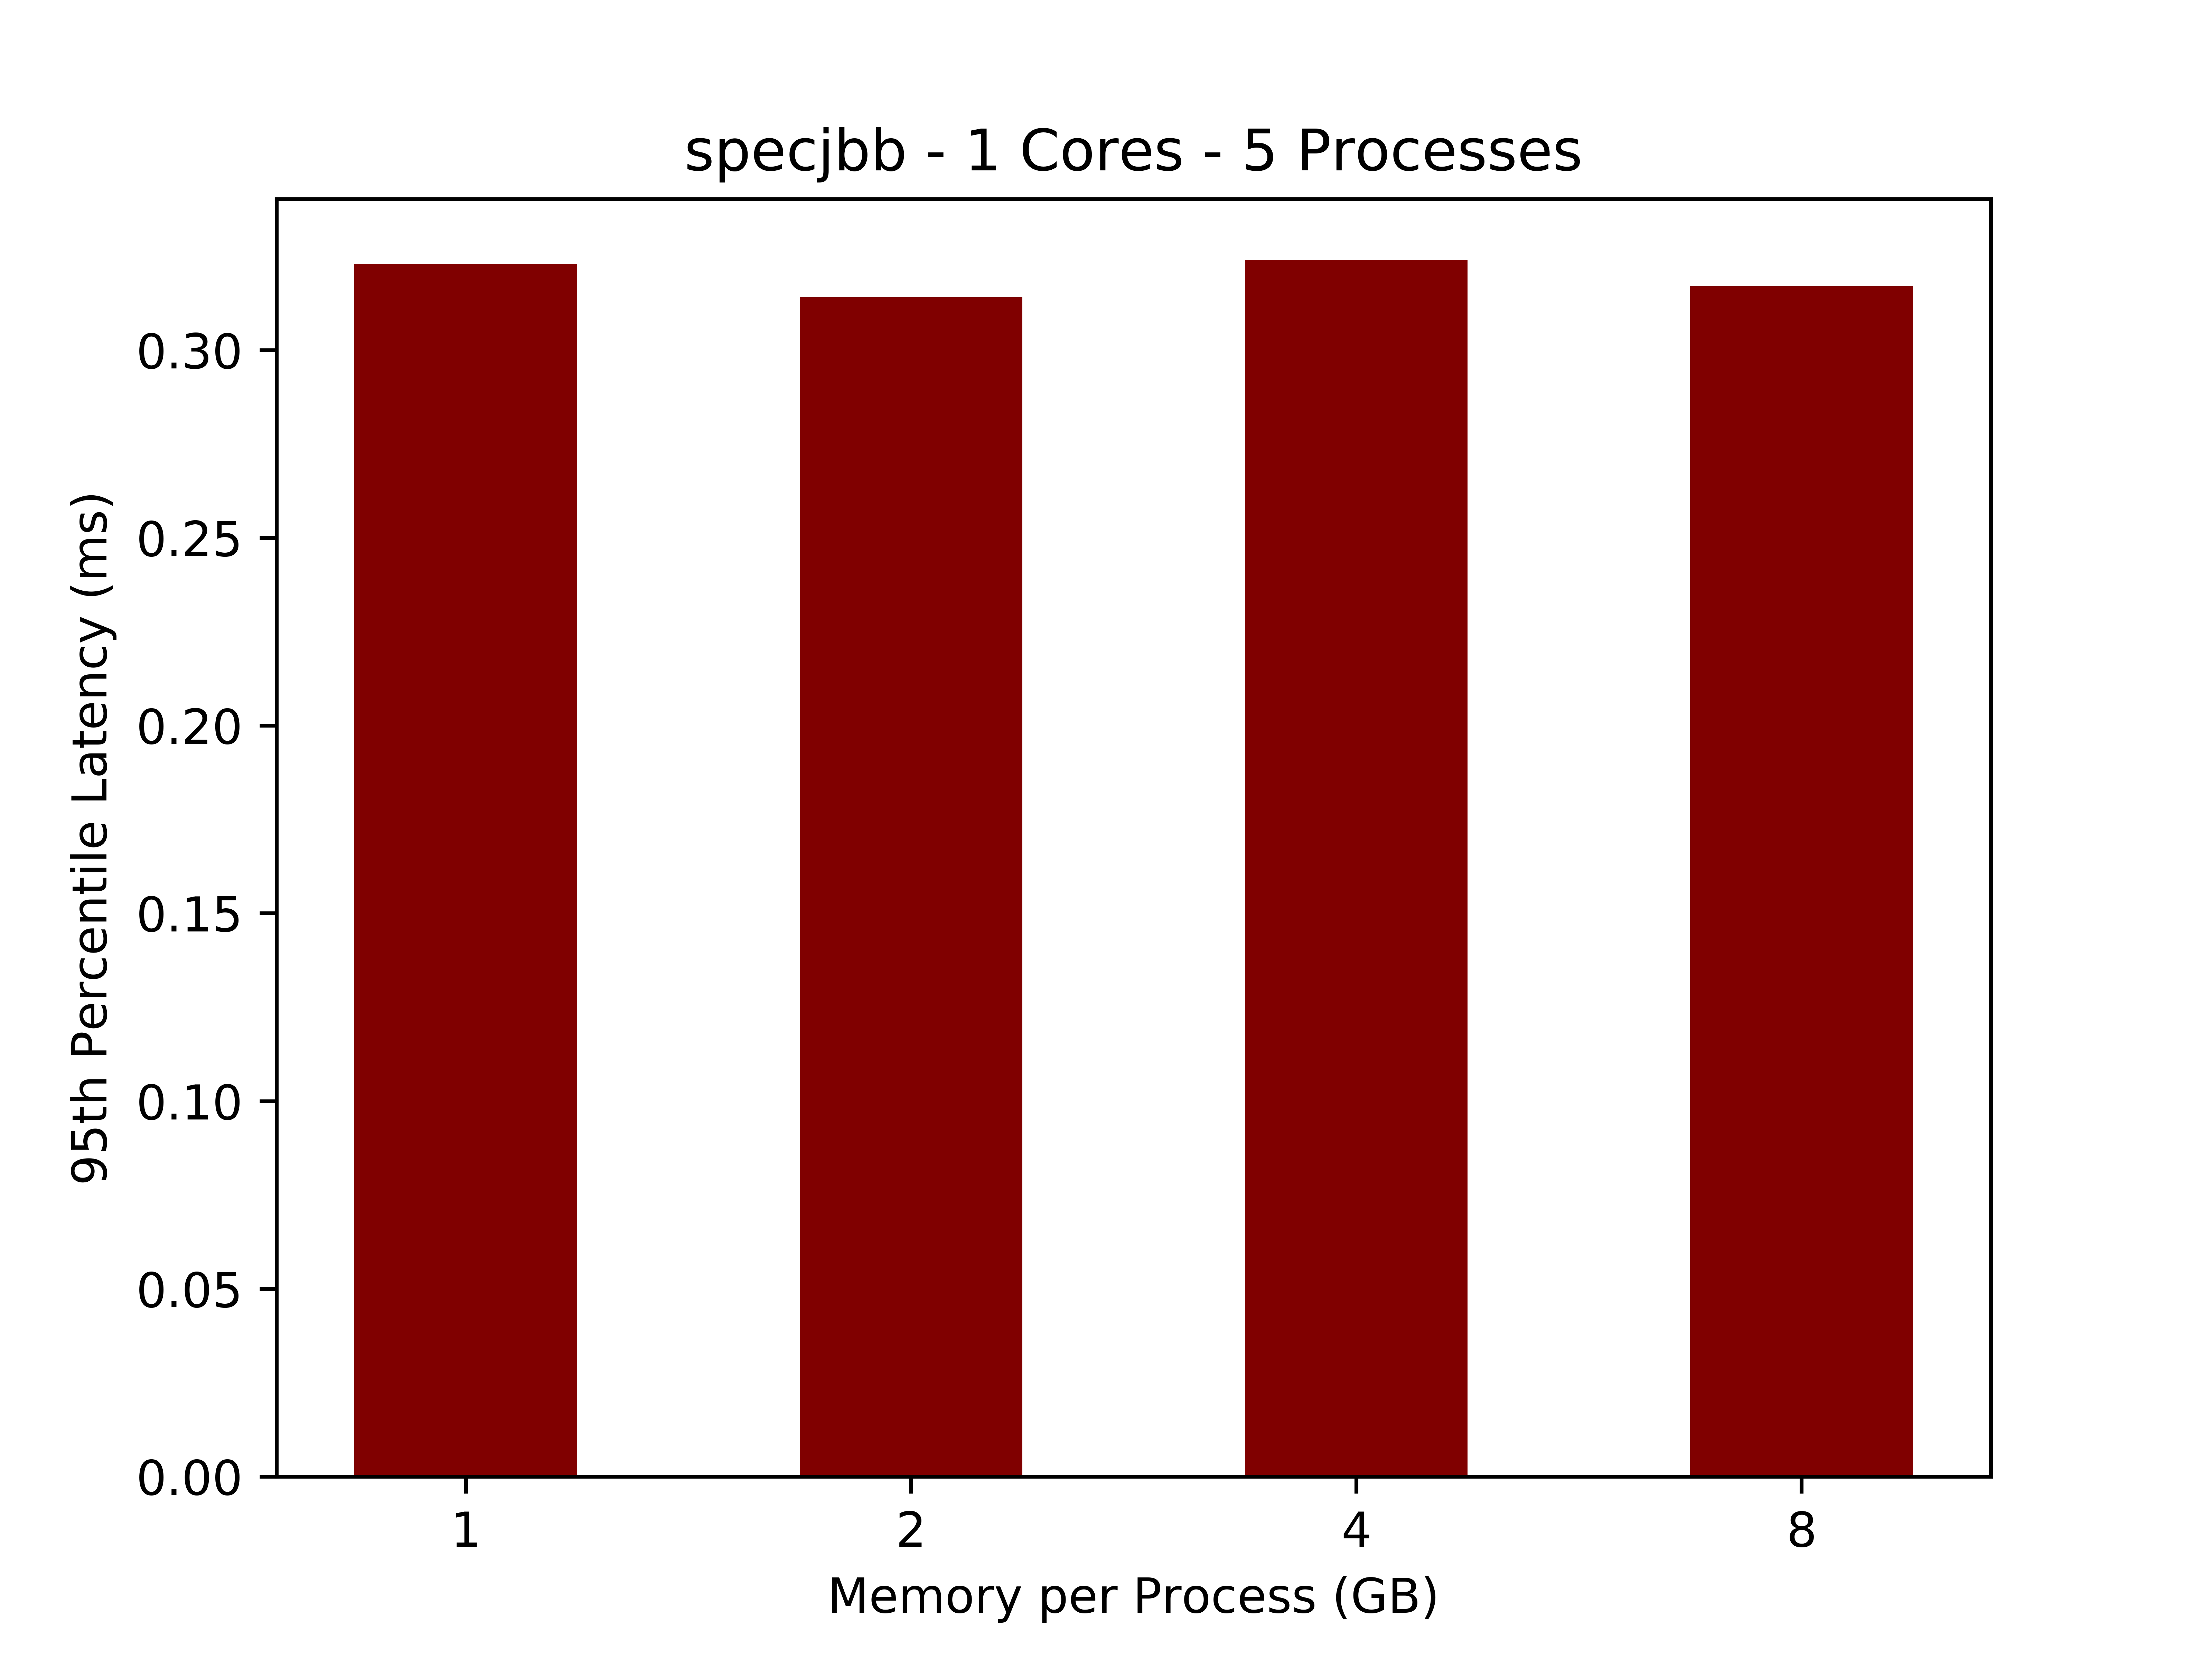 specjbb - 1 Cores - 5 Processes
95th Percentile Latency (ms)
0.30
0.25
0.20
0.15
0.10
0.05
0.00
1 2 4 8
Memory per Process (GB)